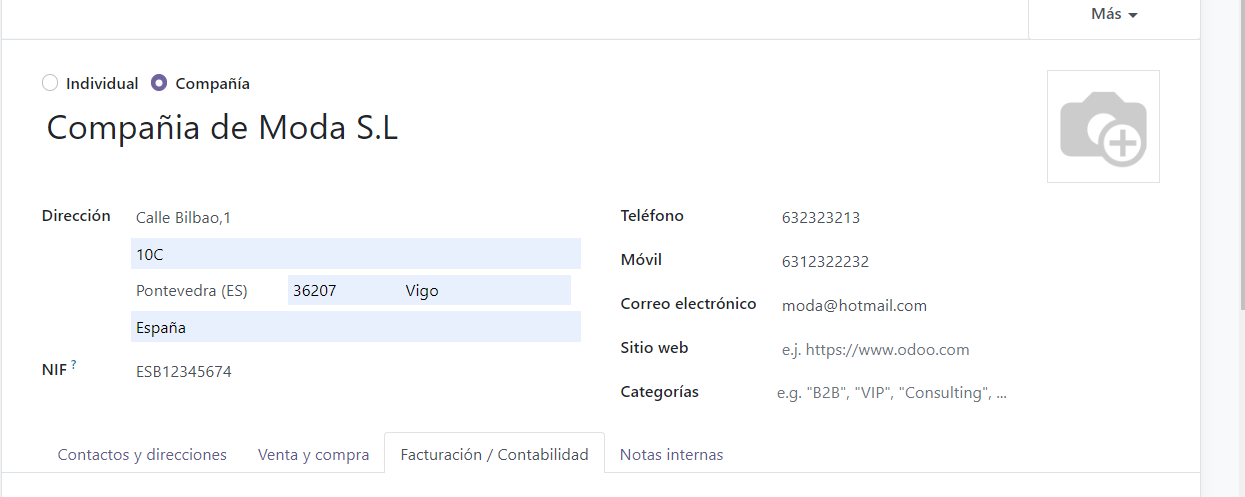 Más
Individual Compañía
Compañia de Moda S.L
Dirección Calle Bilbao,1
10C
Pontevedra (ES) 36207 Vigo
España
NIF ? ESB12345674
Teléfono 632323213
Móvil 6312322232
Correo electrónico moda@hotmail.com
Sitio web e.j. https://www.odoo.com
Categorías e.g. "B2B", "VIP", "Consulting", ...
Contactos y direcciones Venta y compra Facturación / Contabilidad Notas internas